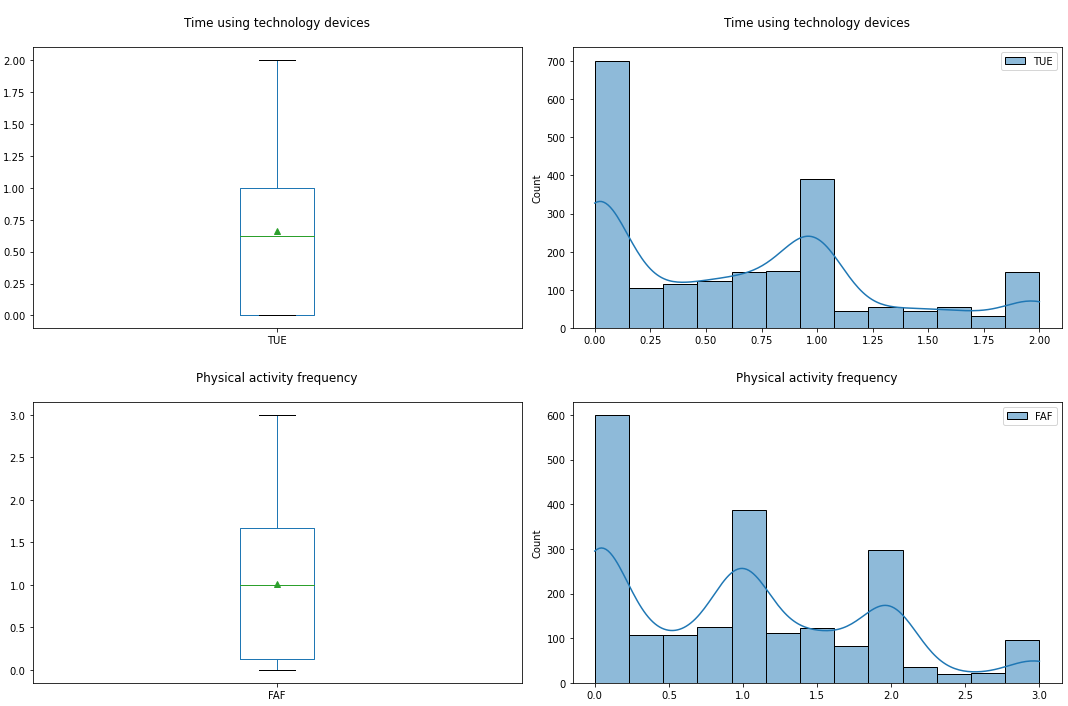 Time using technology devices
2.00
1.75
1.50
1.25
1.00
0.75
0.50
0.25
0.00
TUE
Time using technology devices
TUE
Count
700
600
500
400
300
200
100
0
0.00 0.25 0.50 0.75 1.00 1.25 1.50 1.75 2.00
Physical activity frequency
3.0
2.5
2.0
1.5
1.0
0.5
0.0
FAF
Physical activity frequency
FAF
Count
600
500
400
300
200
100
0
0.0 0.5 1.0 1.5 2.0 2.5 3.0